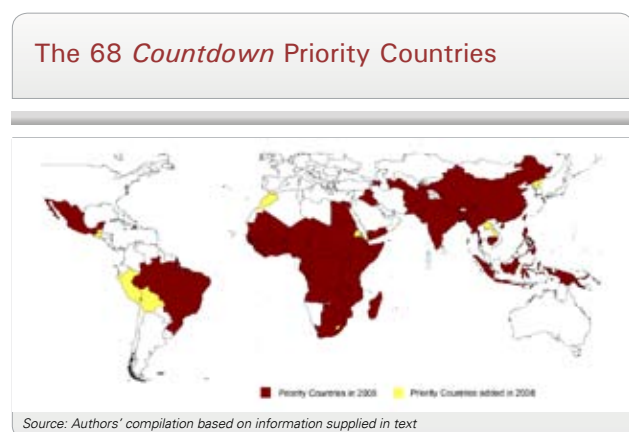 The 68 Countdown Priority Countries
Priority Countries in 2005
Priority Countries added in 2008
Source: Authors' compilation based on information supplied in text